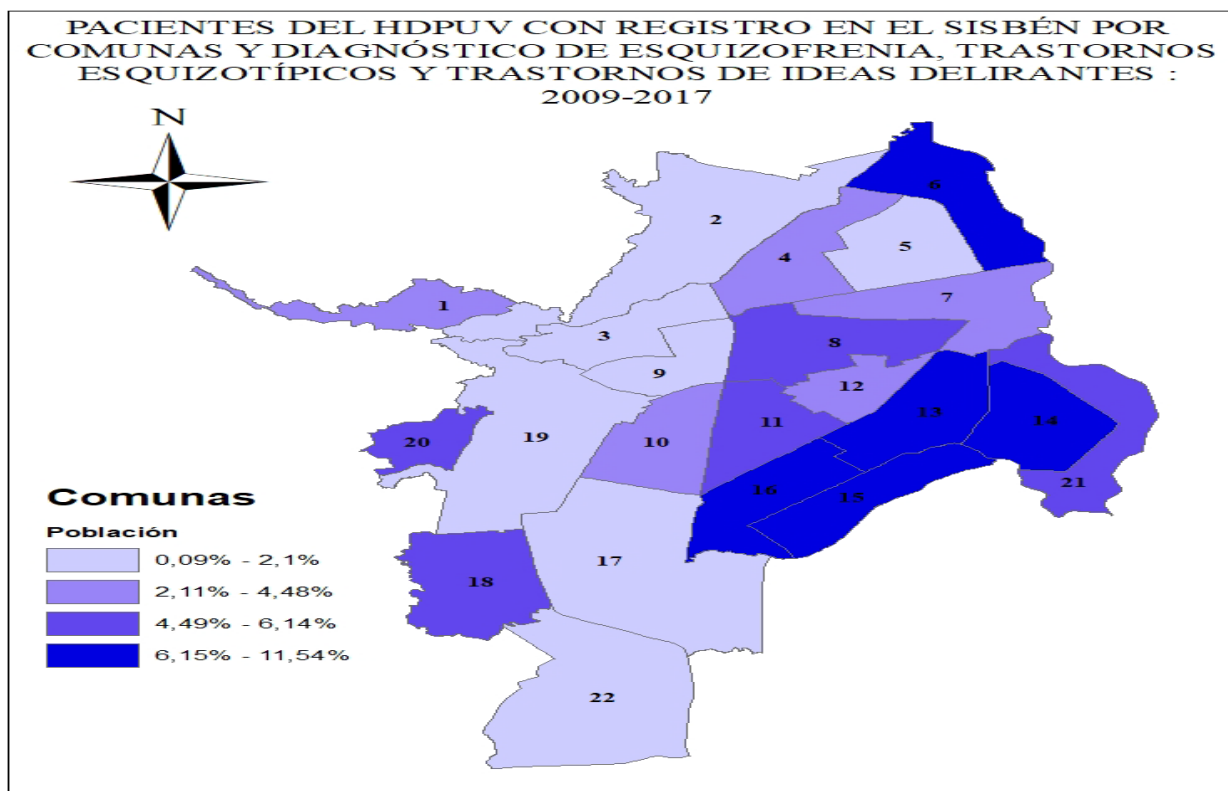 PACIENTES DEL HDPUV CON REGISTRO EN EL SISBÉN POR
COMUNAS Y DIAGNÓSTICO DE ESQUIZOFRENIA, TRASTORNOS
ESQUIZOTÍPICOS Y TRASTORNOS DE IDEAS DELIRANTES :
2009-2017
N
6
2
5
4
7
1
3
8
9
12
13
14
11
19
10
20
21
16
15
17
18
22
Comunas
Población
0,09% - 2,1%
2,11% - 4,48%
4,49% - 6,14%
6,15% - 11,54%